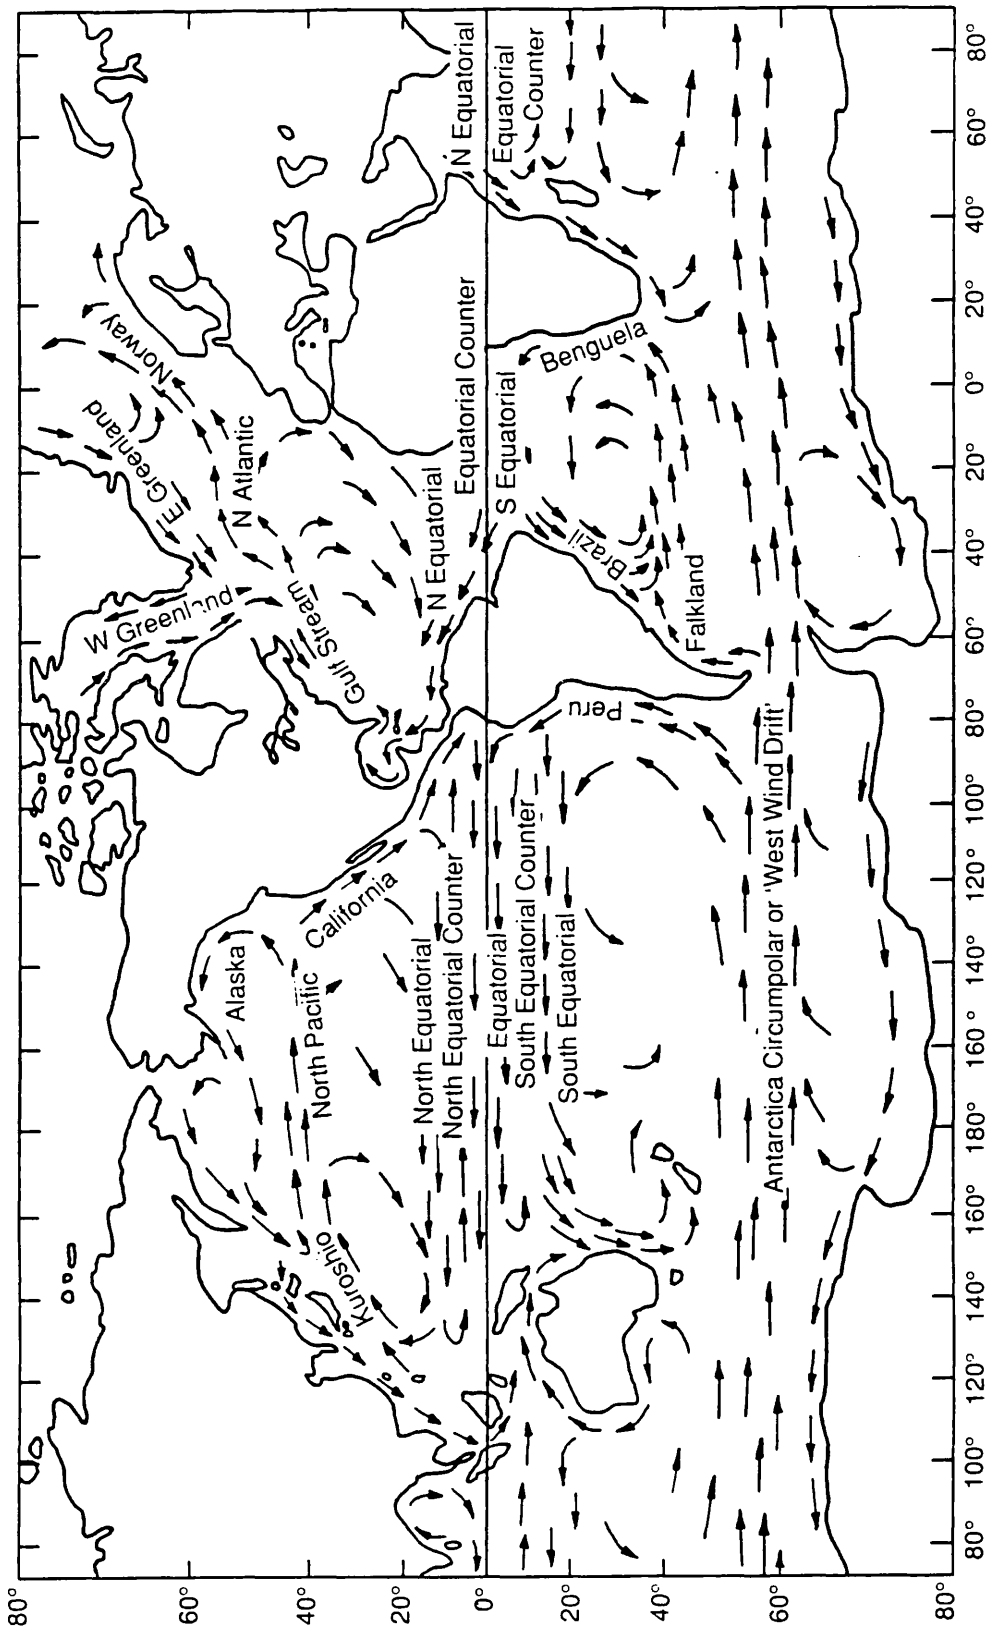 N Equatorial
Equatorial
Counter
Norway
E Greenland
N Atlantic
W Greenland
Gulf Stream
N Equatorial
Equatorial Counter
S Equatorial
Benguela
Brazil
Falkland
Peru
Alaska
California
North Pacific
Kuroshio
North Equatorial
North Equatorial Counter
Equatorial
South Equatorial Counter
South Equatorial
Antarctica Circumpolar or 'West Wind Drift'
80°
60°
40°
20°
0°
20°
40°
60°
80°
80°
100°
120°
140°
160°
180°
160°
140°
120°
100°
80°
60°
40°
20°
0°
20°
40°
60°
80°